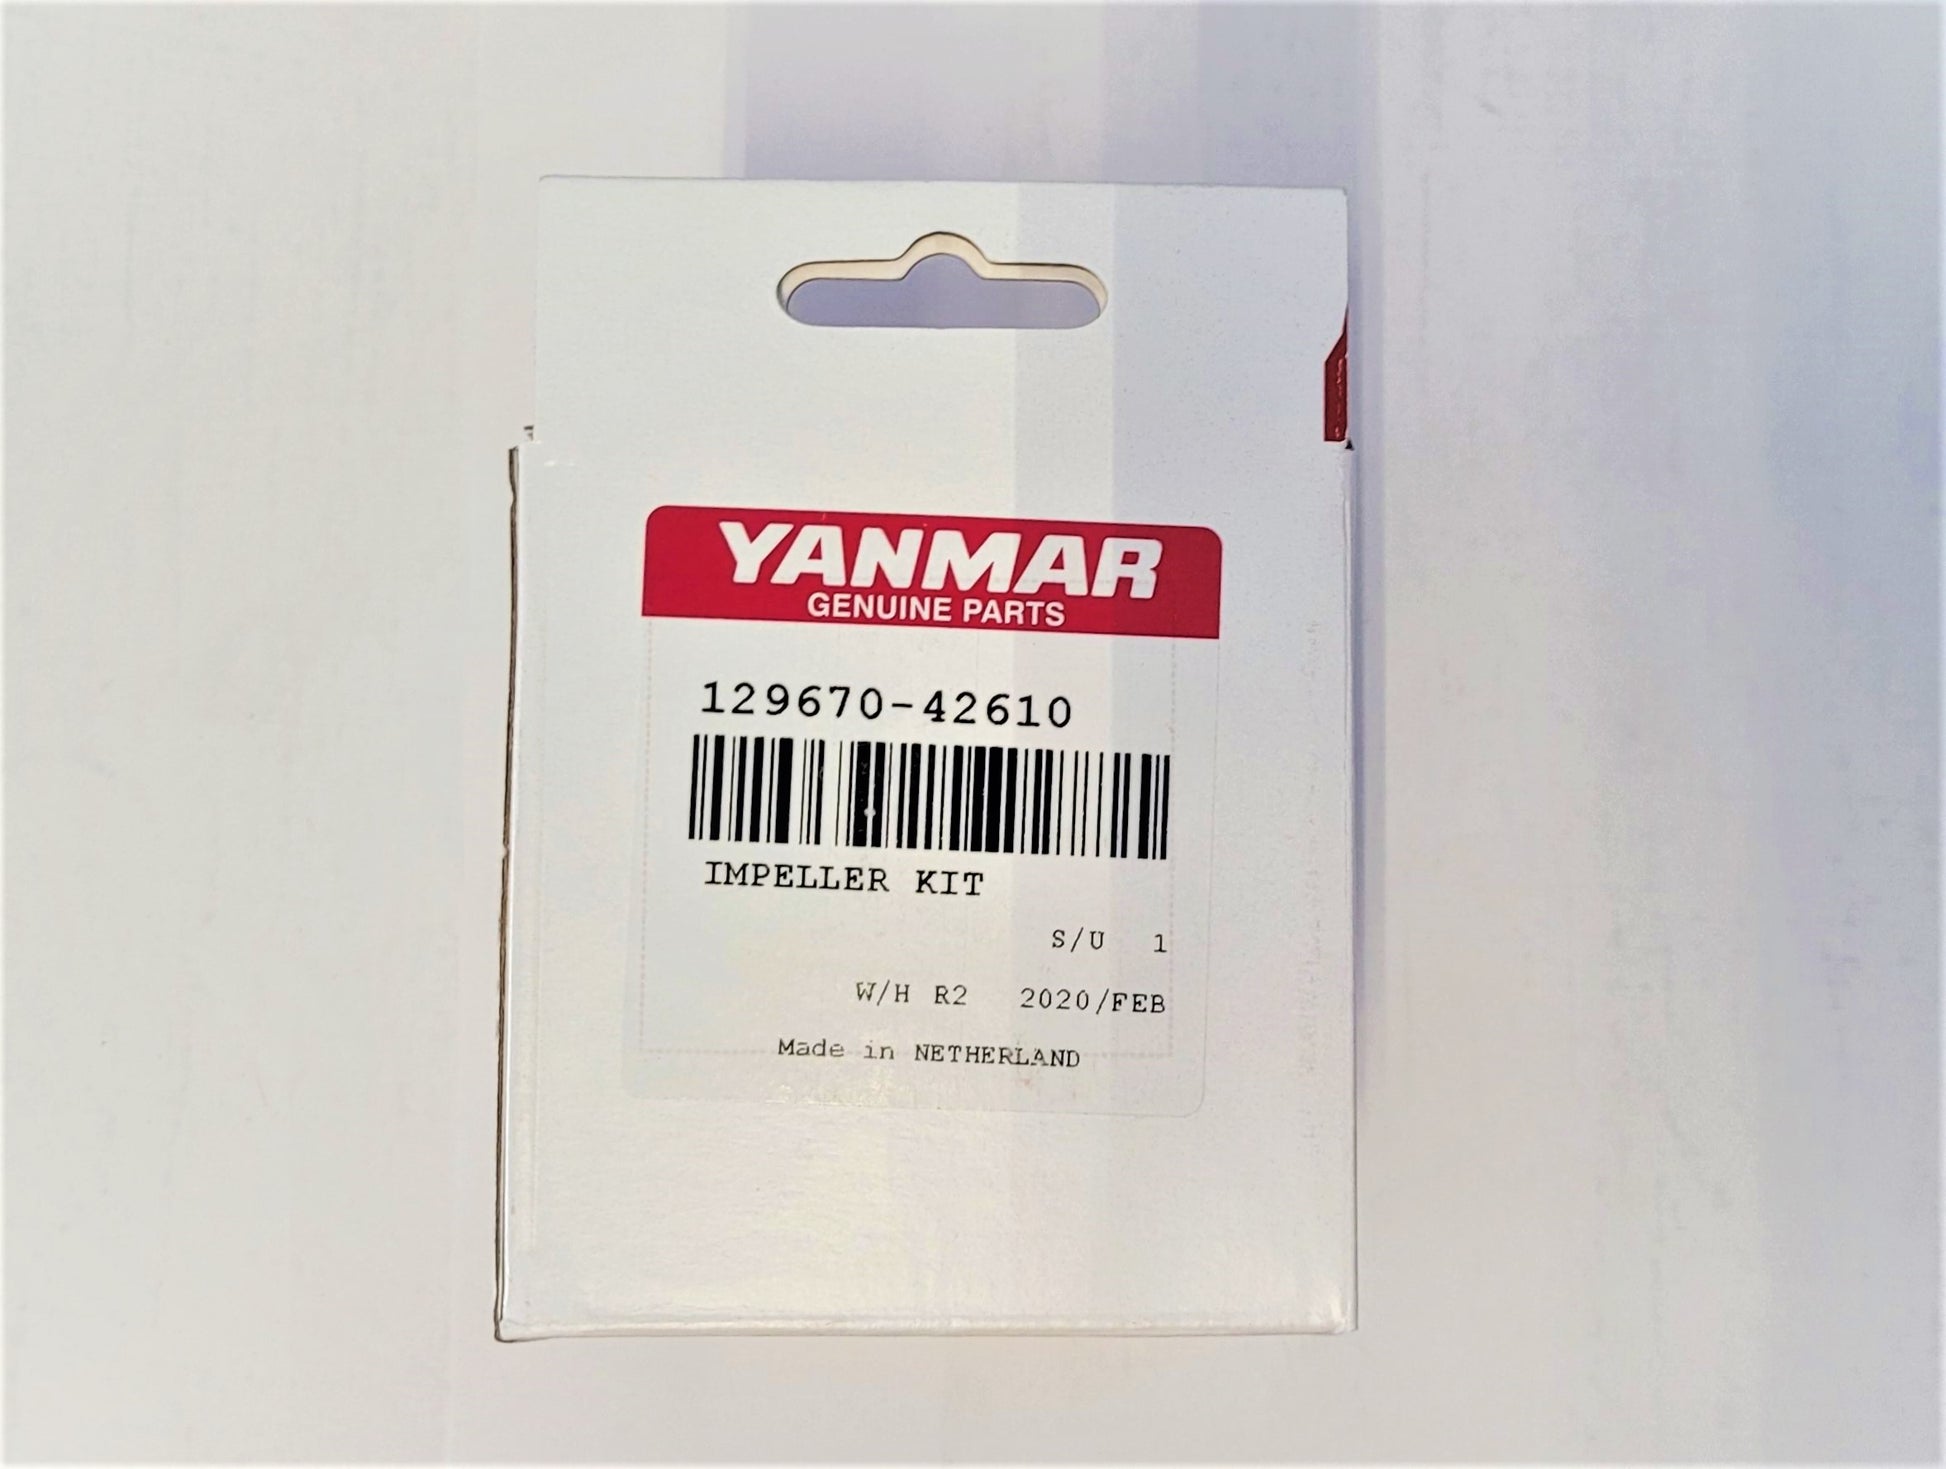 YANMAR
GENUINE PARTS
129670-42610
IMPELLER KIT
S/U 1
W/H R2 2020/FEB
Made in NETHERLAND